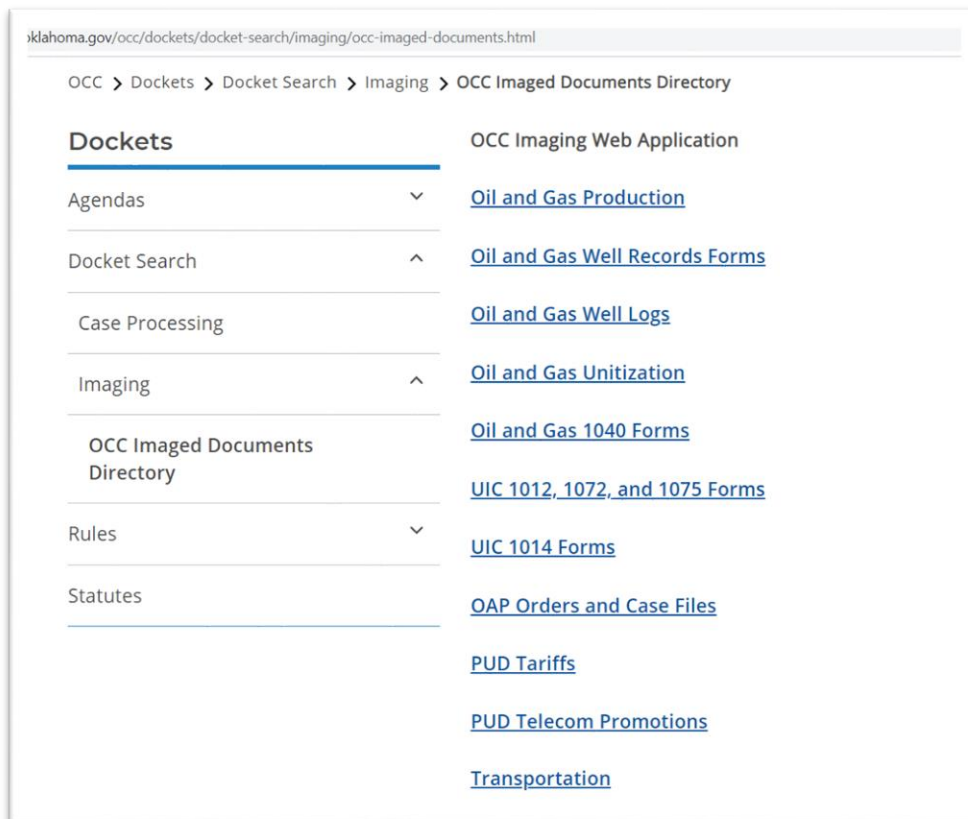 oklahoma.gov/occ/dockets/docket-search/imaging/occ-imaged-documents.html
OCC > Dockets > Docket Search > Imaging > OCC Imaged Documents Directory
Dockets
Agendas
Docket Search
Case Processing
Imaging
OCC Imaged Documents
Directory
Rules
Statutes
OCC Imaging Web Application
Oil and Gas Production
Oil and Gas Well Records Forms
Oil and Gas Well Logs
Oil and Gas Unitization
Oil and Gas 1040 Forms
UIC 1012, 1072, and 1075 Forms
UIC 1014 Forms
OAP Orders and Case Files
PUD Tariffs
PUD Telecom Promotions
Transportation